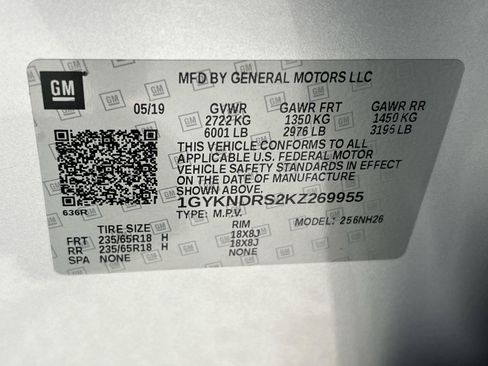 GM
MFD BY GENERAL MOTORS LLC
05/19 GVWR GAWR FRT GAWR RR
2722 KG 1350 KG 1450 KG
6001 LB 2976 LB 3196 LB
THIS VEHICLE CONFORMS TO ALL
APPLICABLE U.S. FEDERAL MOTOR
VEHICLE SAFETY STANDARDS IN EFFECT
ON THE DATE OF MANUFACTURE
SHOWN ABOVE.
636R 1GYKNDRS2KZ269955
TYPE: M.P.V. MODEL: 256NH26
TIRE SIZE RIM
FRT 235/65R18 H 18X8J
RR 235/65R18 H 18X8J
SPA NONE NONE